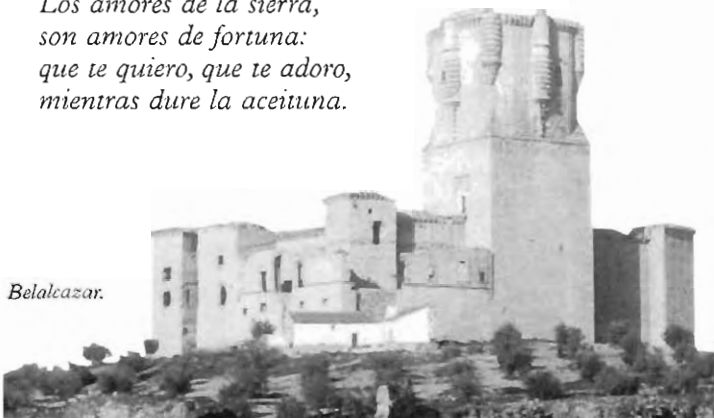 Los amores de la sierra,
son amores de fortuna:
que te quiero, que te adoro,
mientras dure la aceituna.
Belalcazar.